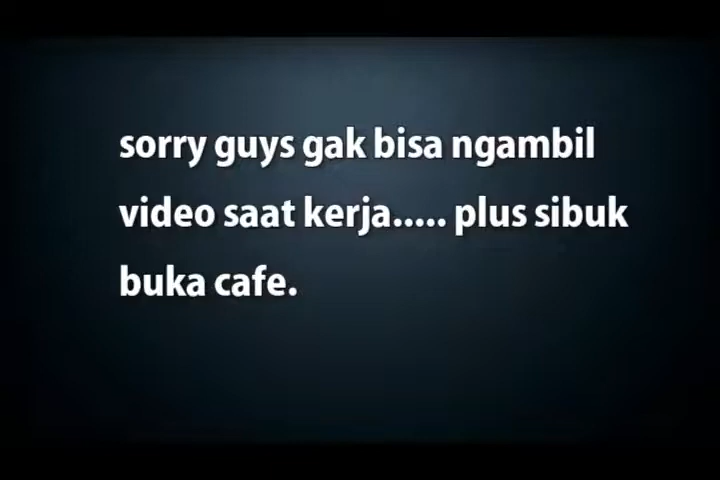 sorry guys gak bisa ngambil
video saat kerja..... plus sibuk
buka cafe.